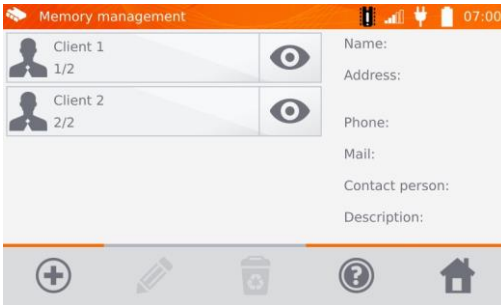 Memory management
07:00
Client 1
1/2
Client 2
2/2
Name:
Address:
Phone:
Mail:
Contact person:
Description:
?